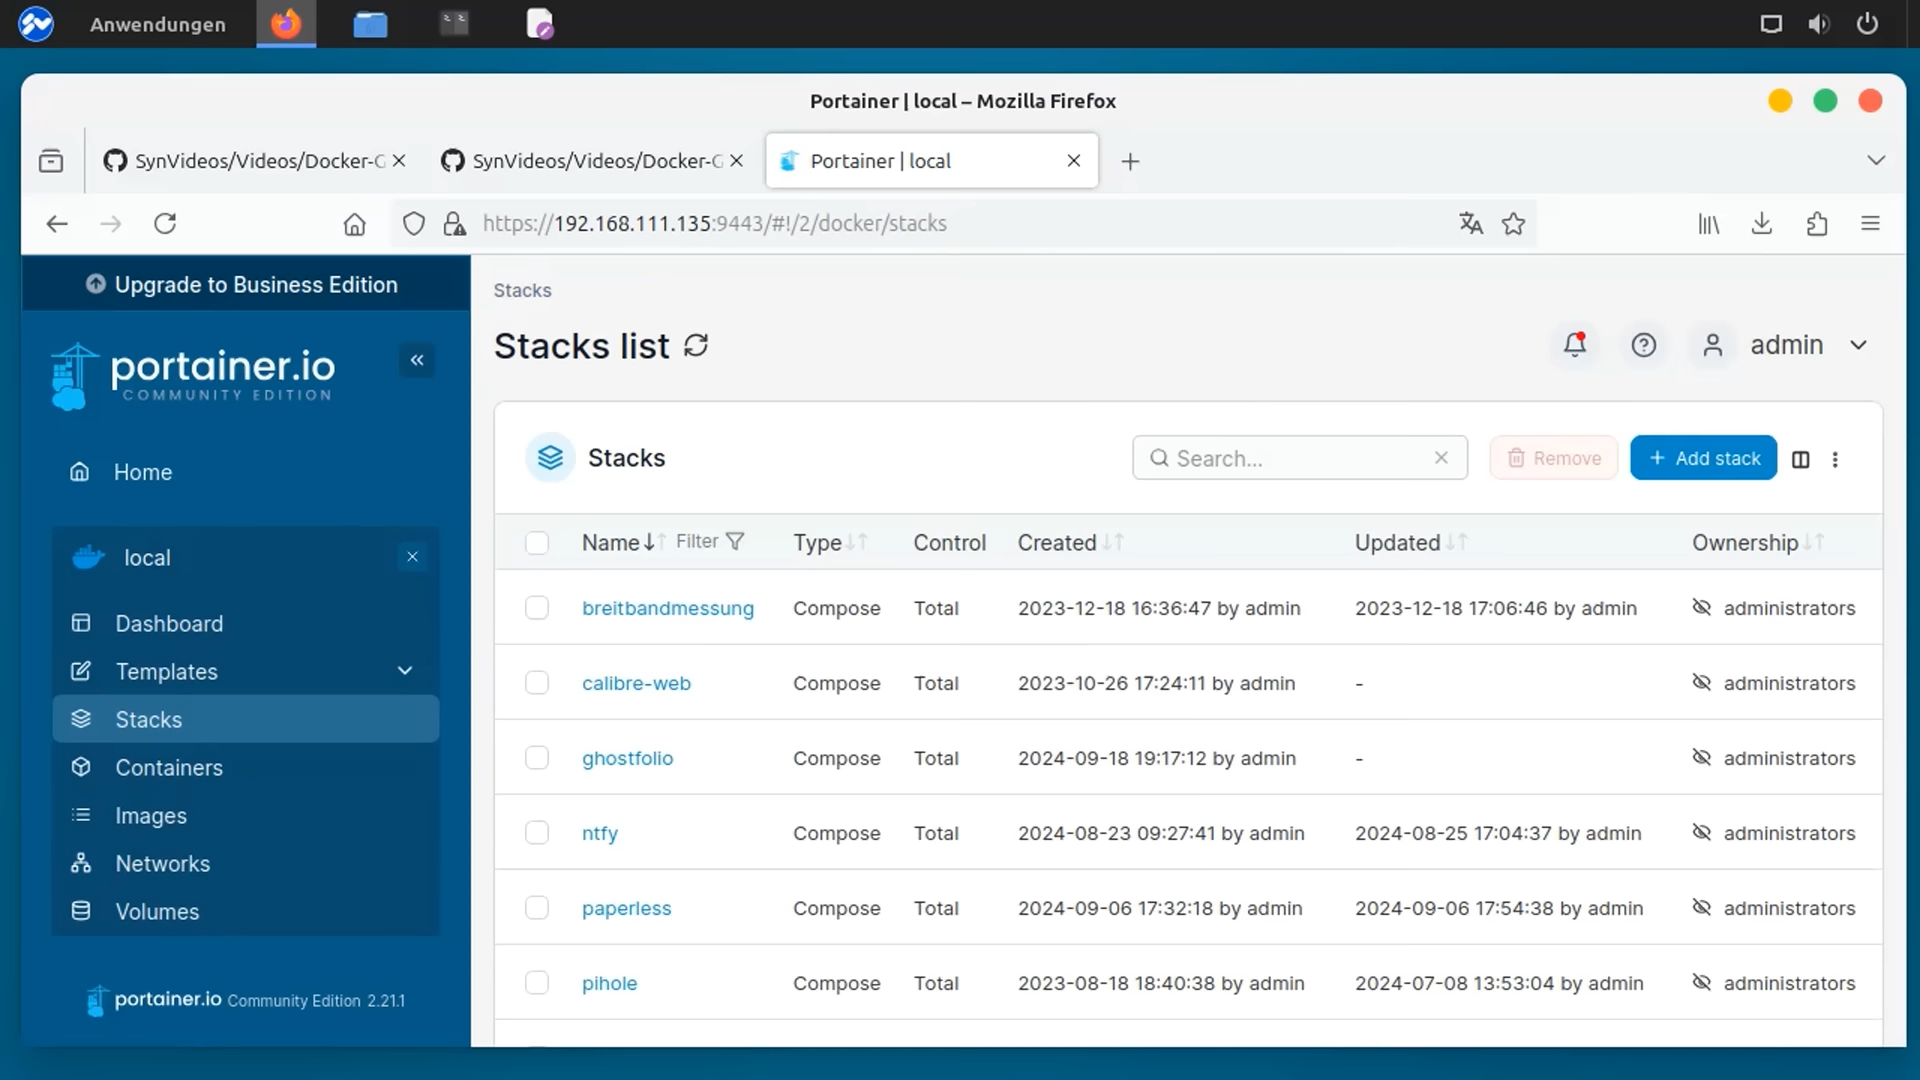 Anwendungen
Portainer | local – Mozilla Firefox
SynVideos/Videos/Docker-G
SynVideos/Videos/Docker-G
Portainer | local
https://192.168.111.135:9443/#!/2/docker/stacks
Upgrade to Business Edition
portainer.io
COMMUNITY EDITION
Home
local
Dashboard
Templates
Stacks
Containers
Images
Networks
Volumes
portainer.io Community Edition 2.21.1
Stacks
Stacks list
admin
Stacks
Search...
Remove
Add stack
Name Filter Type Control Created Updated Ownership
breitbandmessung Compose Total 2023-12-18 16:36:47 by admin 2023-12-18 17:06:46 by admin administrators
calibre-web Compose Total 2023-10-26 17:24:11 by admin - administrators
ghostfolio Compose Total 2024-09-18 19:17:12 by admin - administrators
ntfy Compose Total 2024-08-23 09:27:41 by admin 2024-08-25 17:04:37 by admin administrators
paperless Compose Total 2024-09-06 17:32:18 by admin 2024-09-06 17:54:38 by admin administrators
pihole Compose Total 2023-08-18 18:40:38 by admin 2024-07-08 13:53:04 by admin administrators